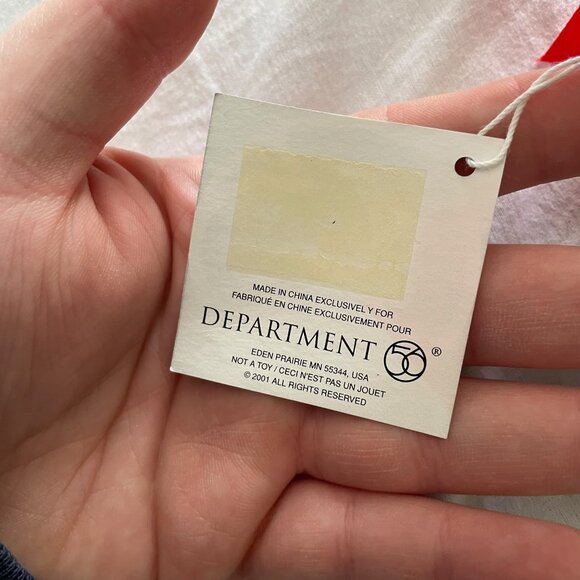 MADE IN CHINA EXCLUSIVELY FOR
FABRIQUÉ EN CHINE EXCLUSIVEMENT POUR
DEPARTMENT 56 ®
EDEN PRAIRIE MN 55344, USA
NOT A TOY / CECI N'EST PAS UN JOUET
© 2001 ALL RIGHTS RESERVED